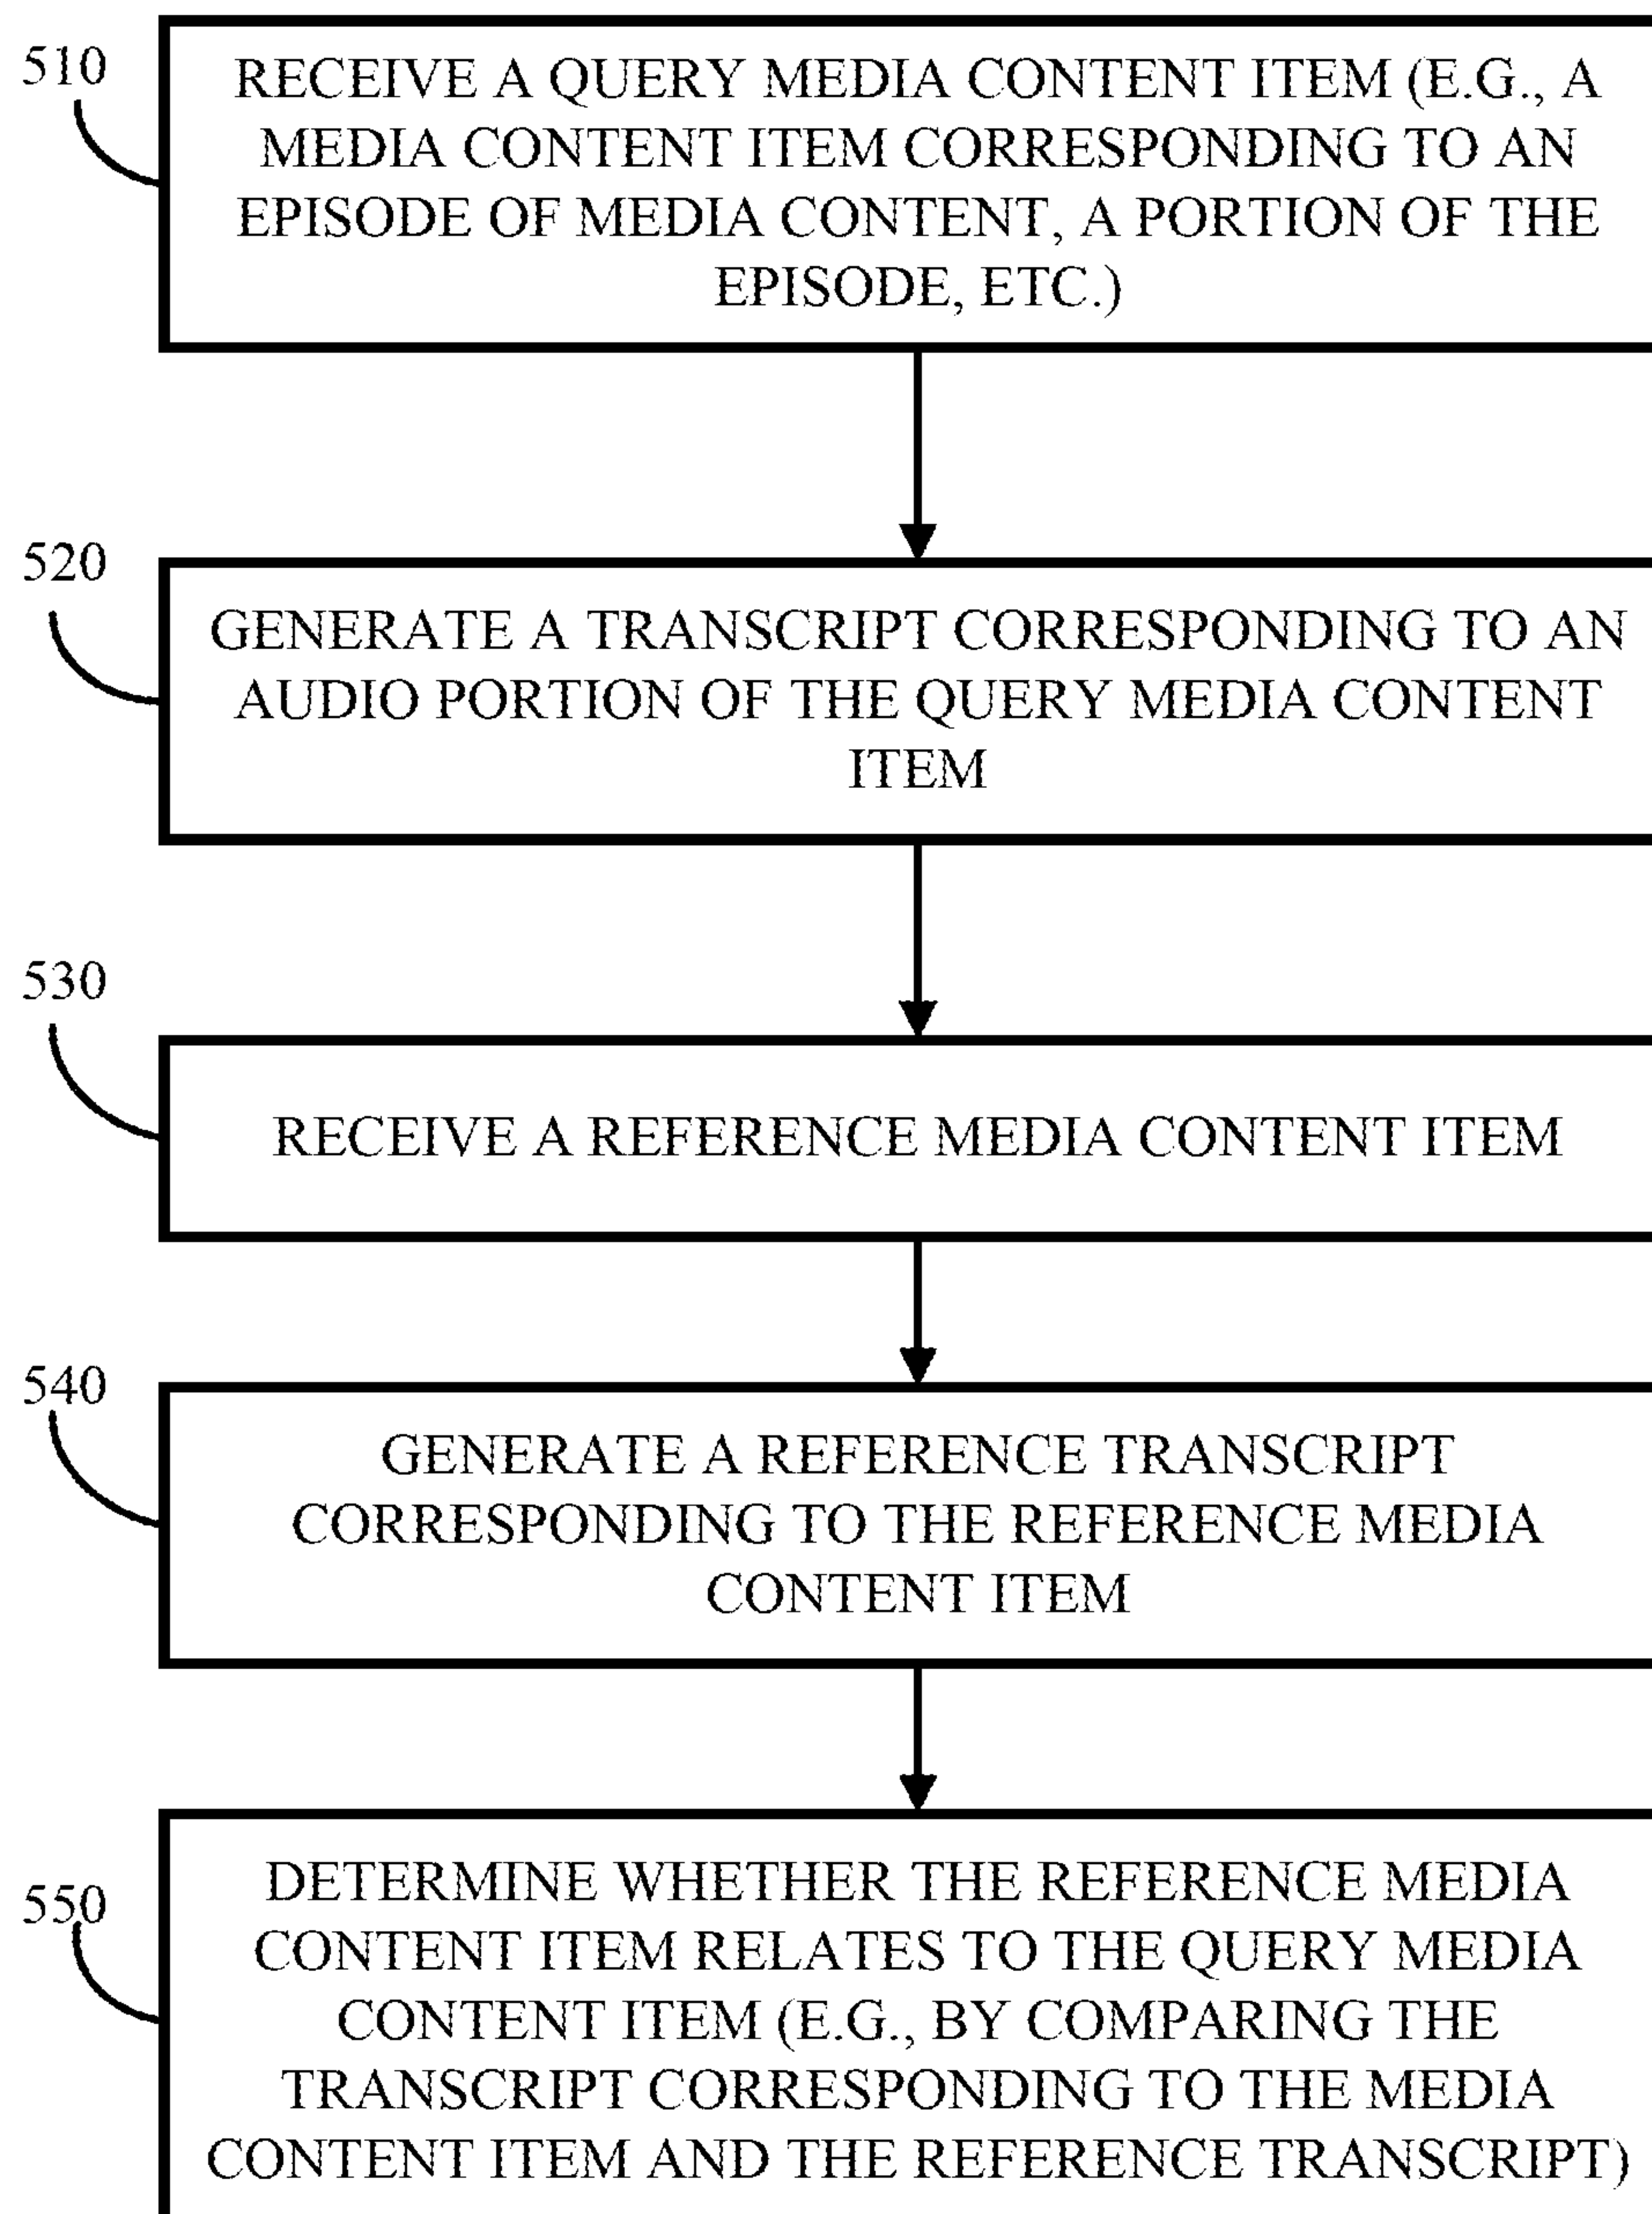 510
RECEIVE A QUERY MEDIA CONTENT ITEM (E.G., A
MEDIA CONTENT ITEM CORRESPONDING TO AN
EPISODE OF MEDIA CONTENT, A PORTION OF THE
EPISODE, ETC.)
520
GENERATE A TRANSCRIPT CORRESPONDING TO AN
AUDIO PORTION OF THE QUERY MEDIA CONTENT
ITEM
530
RECEIVE A REFERENCE MEDIA CONTENT ITEM
540
GENERATE A REFERENCE TRANSCRIPT
CORRESPONDING TO THE REFERENCE MEDIA
CONTENT ITEM
550
DETERMINE WHETHER THE REFERENCE MEDIA
CONTENT ITEM RELATES TO THE QUERY MEDIA
CONTENT ITEM (E.G., BY COMPARING THE
TRANSCRIPT CORRESPONDING TO THE MEDIA
CONTENT ITEM AND THE REFERENCE TRANSCRIPT)